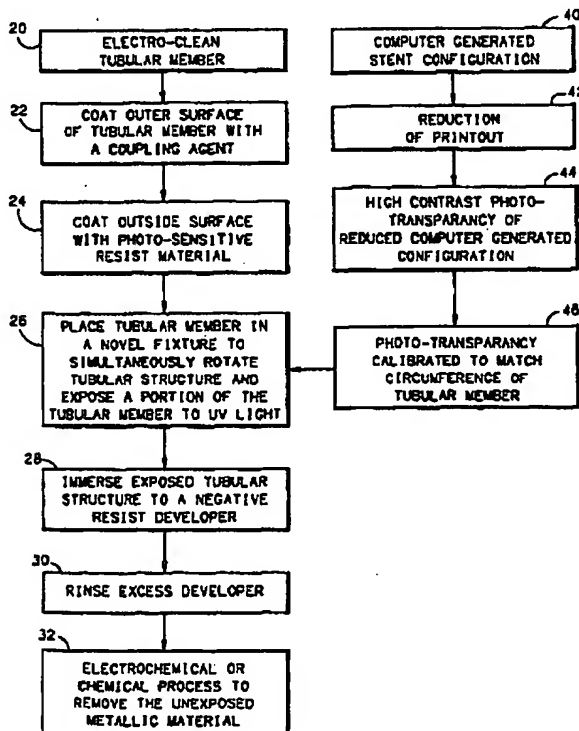 20
ELECTRO-CLEAN
TUBULAR MEMBER
22
COAT OUTER SURFACE
OF TUBULAR MEMBER WITH
A COUPLING AGENT
24
COAT OUTSIDE SURFACE
WITH PHOTO-SENSITIVE
RESIST MATERIAL
26
PLACE TUBULAR MEMBER IN
A NOVEL FIXTURE TO
SIMULTANEOUSLY ROTATE
TUBULAR STRUCTURE AND
EXPOSE A PORTION OF THE
TUBULAR MEMBER TO UV LIGHT
28
IMMERSE EXPOSED TUBULAR
STRUCTURE TO A NEGATIVE
RESIST DEVELOPER
30
RINSE EXCESS DEVELOPER
32
ELECTROCHEMICAL OR
CHEMICAL PROCESS TO
REMOVE THE UNEXPOSED
METALLIC MATERIAL
40
COMPUTER GENERATED
STENT CONFIGURATION
42
REDUCTION
OF PRINTOUT
44
HIGH CONTRAST PHOTO-
TRANSPARANCY OF
REDUCED COMPUTER GENERATED
CONFIGURATION
46
PHOTO-TRANSPARANCY
CALIBRATED TO MATCH
CIRCUMFERENCE OF
TUBULAR MEMBER